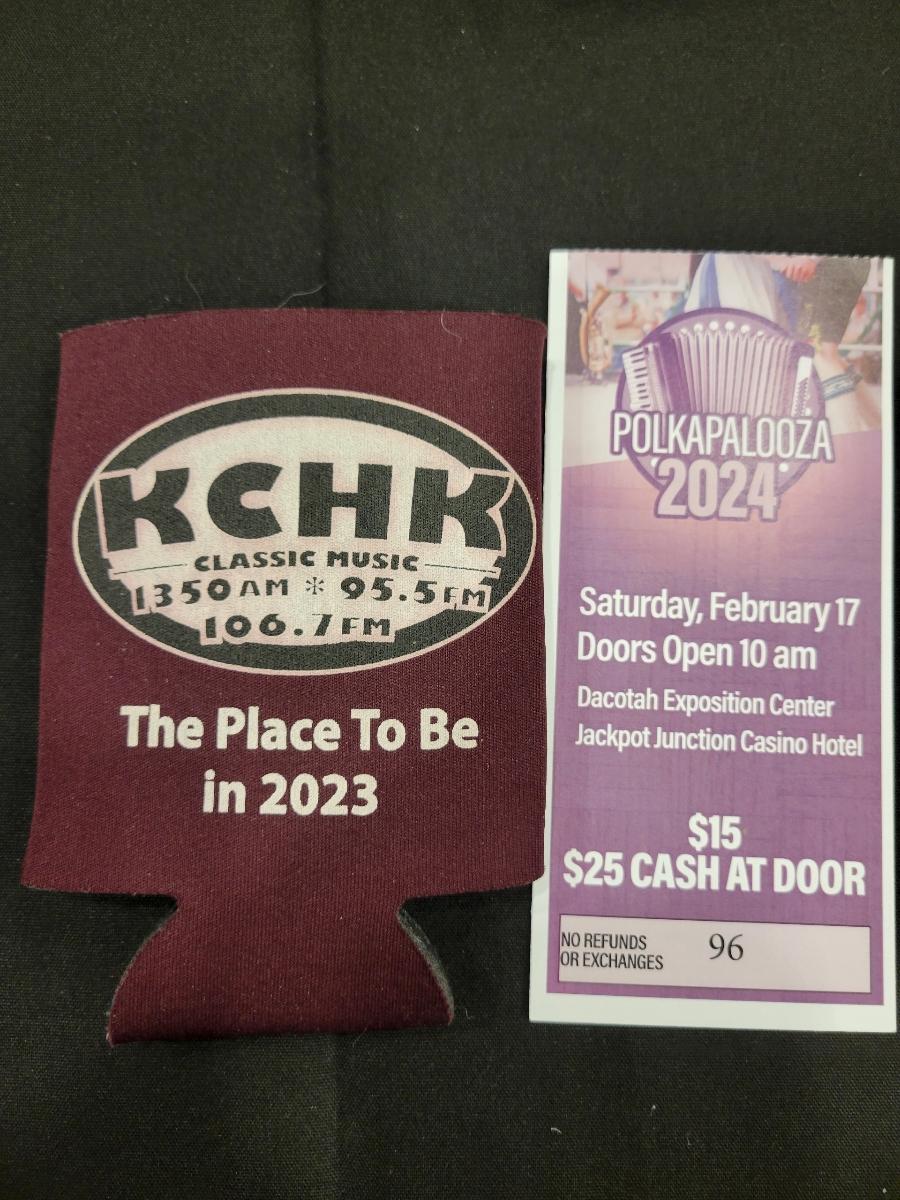 KCHK
CLASSIC MUSIC
1350AM * 95.5FM
106.7FM
The Place To Be
in 2023
POLKAPALOOZA
2024
Saturday, February 17
Doors Open 10 am
Dacotah Exposition Center
Jackpot Junction Casino Hotel
$15
$25 CASH AT DOOR
NO REFUNDS
OR EXCHANGES
96